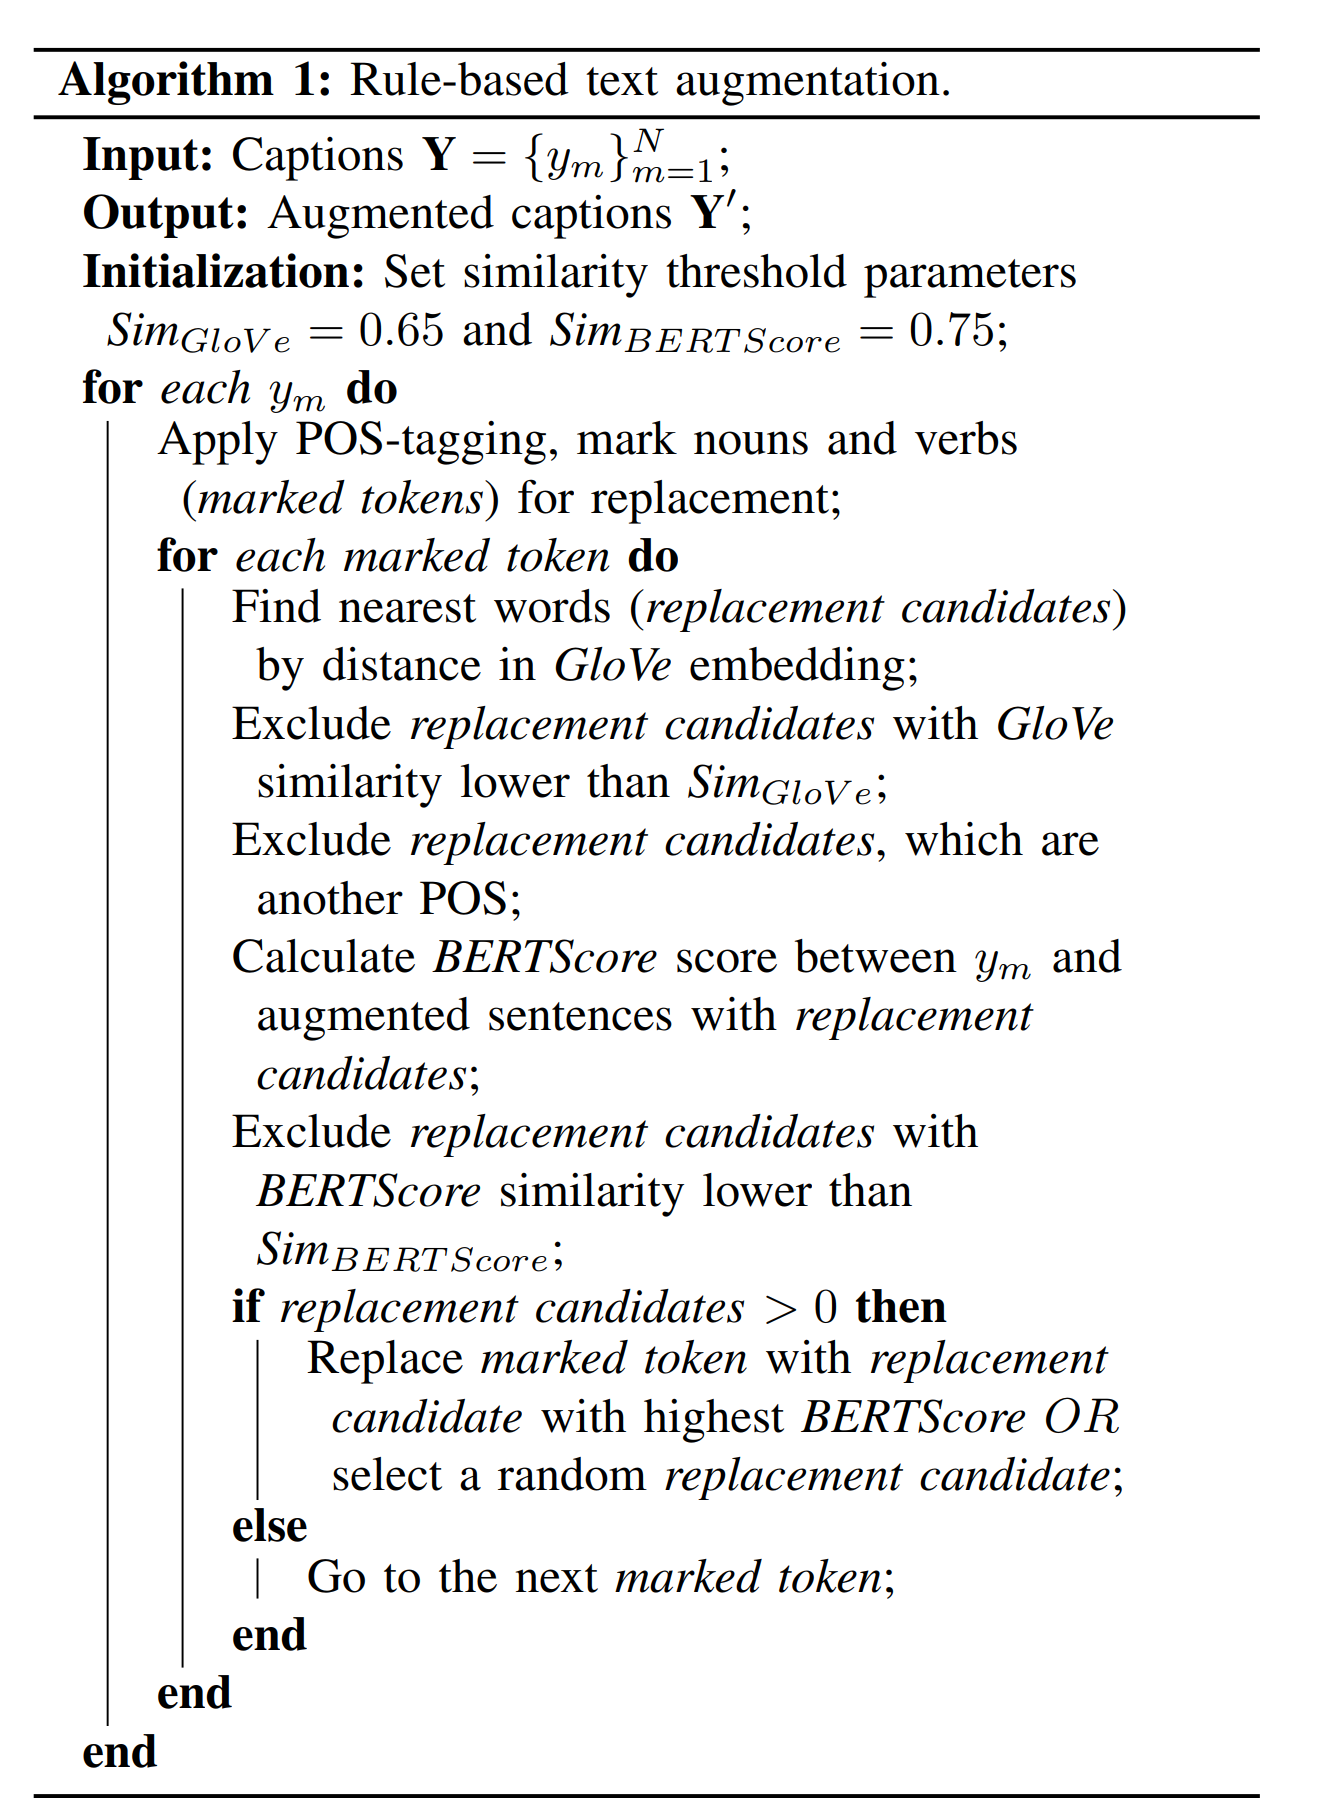 Algorithm 1: Rule-based text augmentation.
Input: Captions Y = {y_m}_{m=1}^N;
Output: Augmented captions Y′;
Initialization: Set similarity threshold parameters
Sim_{GloVe} = 0.65 and Sim_{BERTScore} = 0.75;
for each y_m do
Apply POS-tagging, mark nouns and verbs
(marked tokens) for replacement;
for each marked token do
Find nearest words (replacement candidates)
by distance in GloVe embedding;
Exclude replacement candidates with GloVe
similarity lower than Sim_{GloVe};
Exclude replacement candidates, which are
another POS;
Calculate BERTScore score between y_m and
augmented sentences with replacement
candidates;
Exclude replacement candidates with
BERTScore similarity lower than
Sim_{BERTScore};
if replacement candidates > 0 then
Replace marked token with replacement
candidate with highest BERTScore OR
select a random replacement candidate;
else
Go to the next marked token;
end
end
end